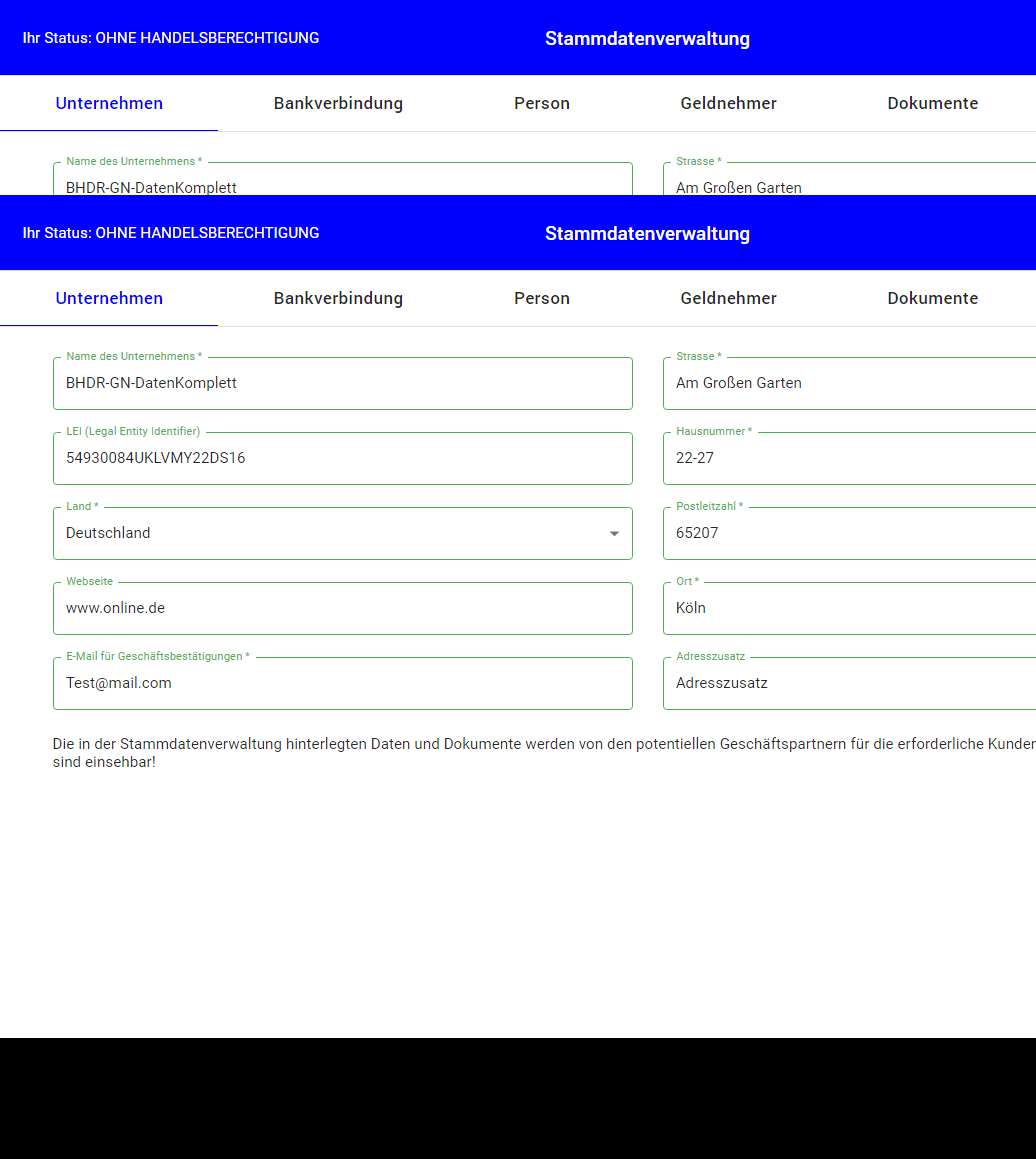 Ihr Status: OHNE HANDELSBERECHTIGUNG Stammdatenverwaltung
Unternehmen Bankverbindung Person Geldnehmer Dokumente
Name des Unternehmens * Strasse *
BHDR-GN-DatenKomplett Am Großen Garten
Ihr Status: OHNE HANDELSBERECHTIGUNG Stammdatenverwaltung
Unternehmen Bankverbindung Person Geldnehmer Dokumente
Name des Unternehmens * Strasse *
BHDR-GN-DatenKomplett Am Großen Garten
LEI (Legal Entity Identifier) Hausnummer *
54930084UKLVMY22DS16 22-27
Land * Postleitzahl *
Deutschland 65207
Webseite Ort *
www.online.de Köln
E-Mail für Geschäftsbestätigungen * Adresszusatz
Test@mail.com Adresszusatz
Die in der Stammdatenverwaltung hinterlegten Daten und Dokumente werden von den potentiellen Geschäftspartnern für die erforderliche Kunden
sind einsehbar!